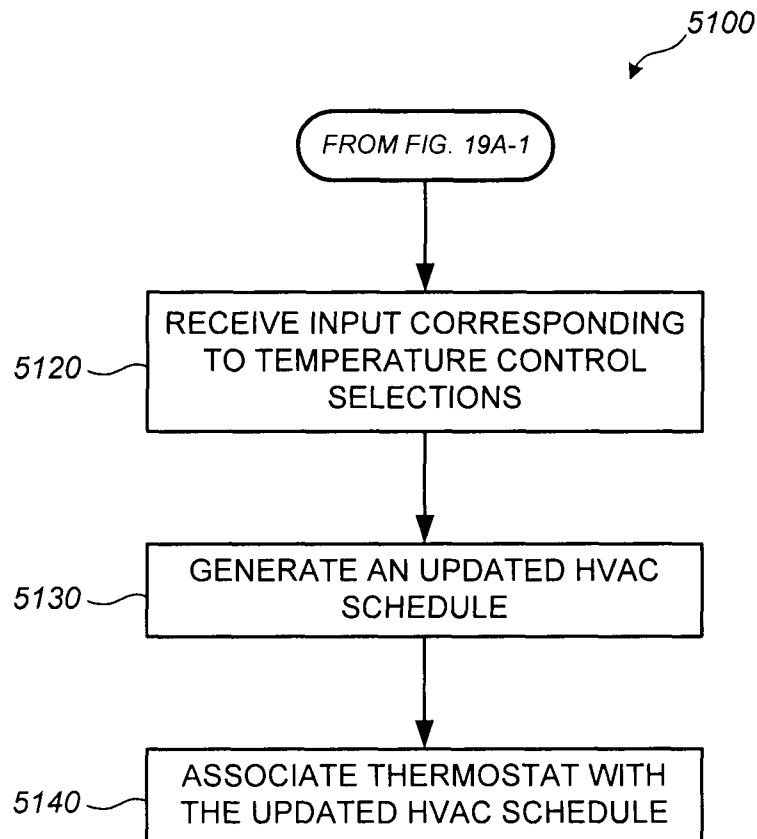 5100
FROM FIG. 19A-1
5120
RECEIVE INPUT CORRESPONDING
TO TEMPERATURE CONTROL
SELECTIONS
5130
GENERATE AN UPDATED HVAC
SCHEDULE
5140
ASSOCIATE THERMOSTAT WITH
THE UPDATED HVAC SCHEDULE